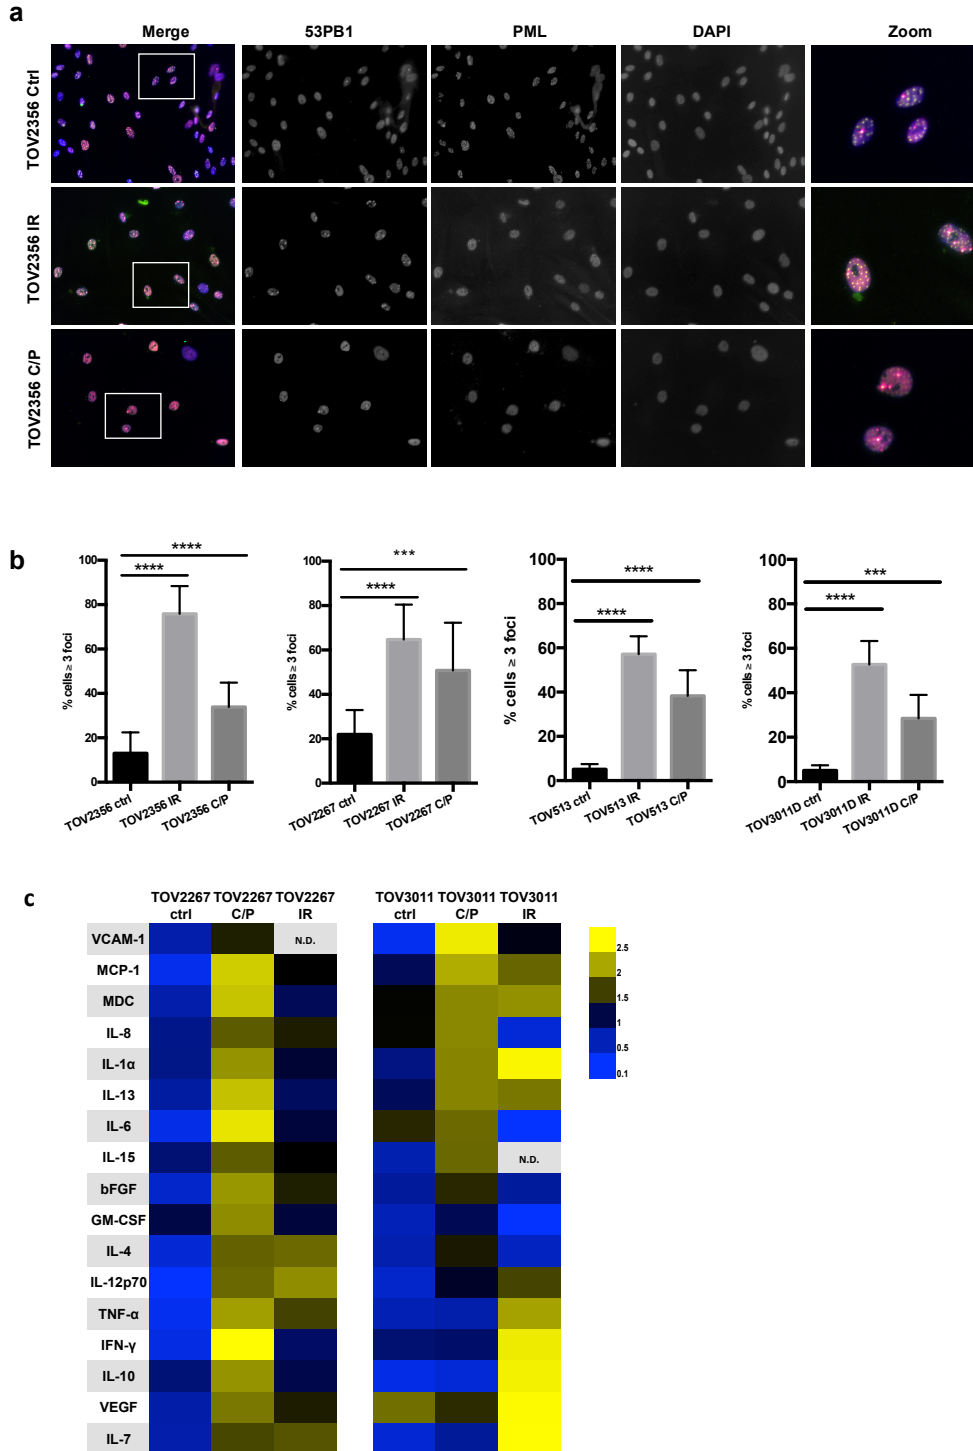 a
Merge 53PB1 PML DAPI Zoom
TOV2356 Ctrl
TOV2356 IR
TOV2356 C/P
b
% cells ≥ 3 foci
100
80
60
40
20
0
****
****
TOV2356 ctrl
TOV2356 IR
TOV2356 C/P
% cells ≥ 3 foci
100
80
60
40
20
0
***
****
TOV2267 ctrl
TOV2267 IR
TOV2267 C/P
% cells ≥ 3 foci
100
80
60
40
20
0
****
****
TOV513 ctrl
TOV513 IR
TOV513 C/P
% cells ≥ 3 foci
100
80
60
40
20
0
***
****
TOV3011D ctrl
TOV3011D IR
TOV3011D C/P
c
TOV2267 TOV2267 TOV2267 TOV3011 TOV3011 TOV3011
ctrl C/P IR ctrl C/P IR
VCAM-1 N.D.
MCP-1
MDC
IL-8
IL-1α
IL-13
IL-6
IL-15 N.D.
bFGF
GM-CSF
IL-4
IL-12p70
TNF-α
IFN-γ
IL-10
VEGF
IL-7
2.5
2
1.5
1
0.5
0.1